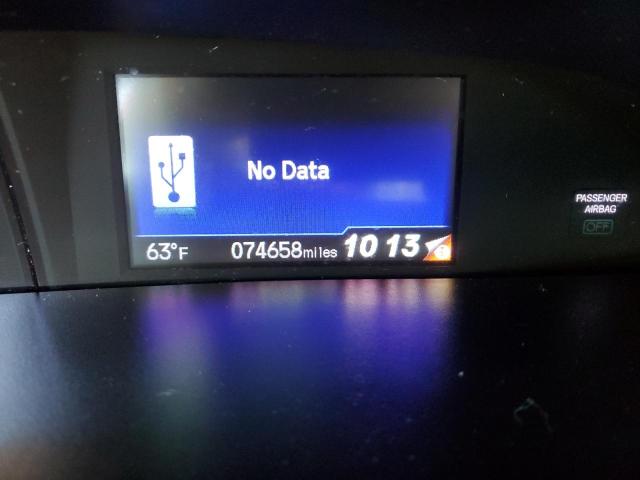 No Data
63°F 074658miles 10 13
PASSENGER
AIRBAG
OFF